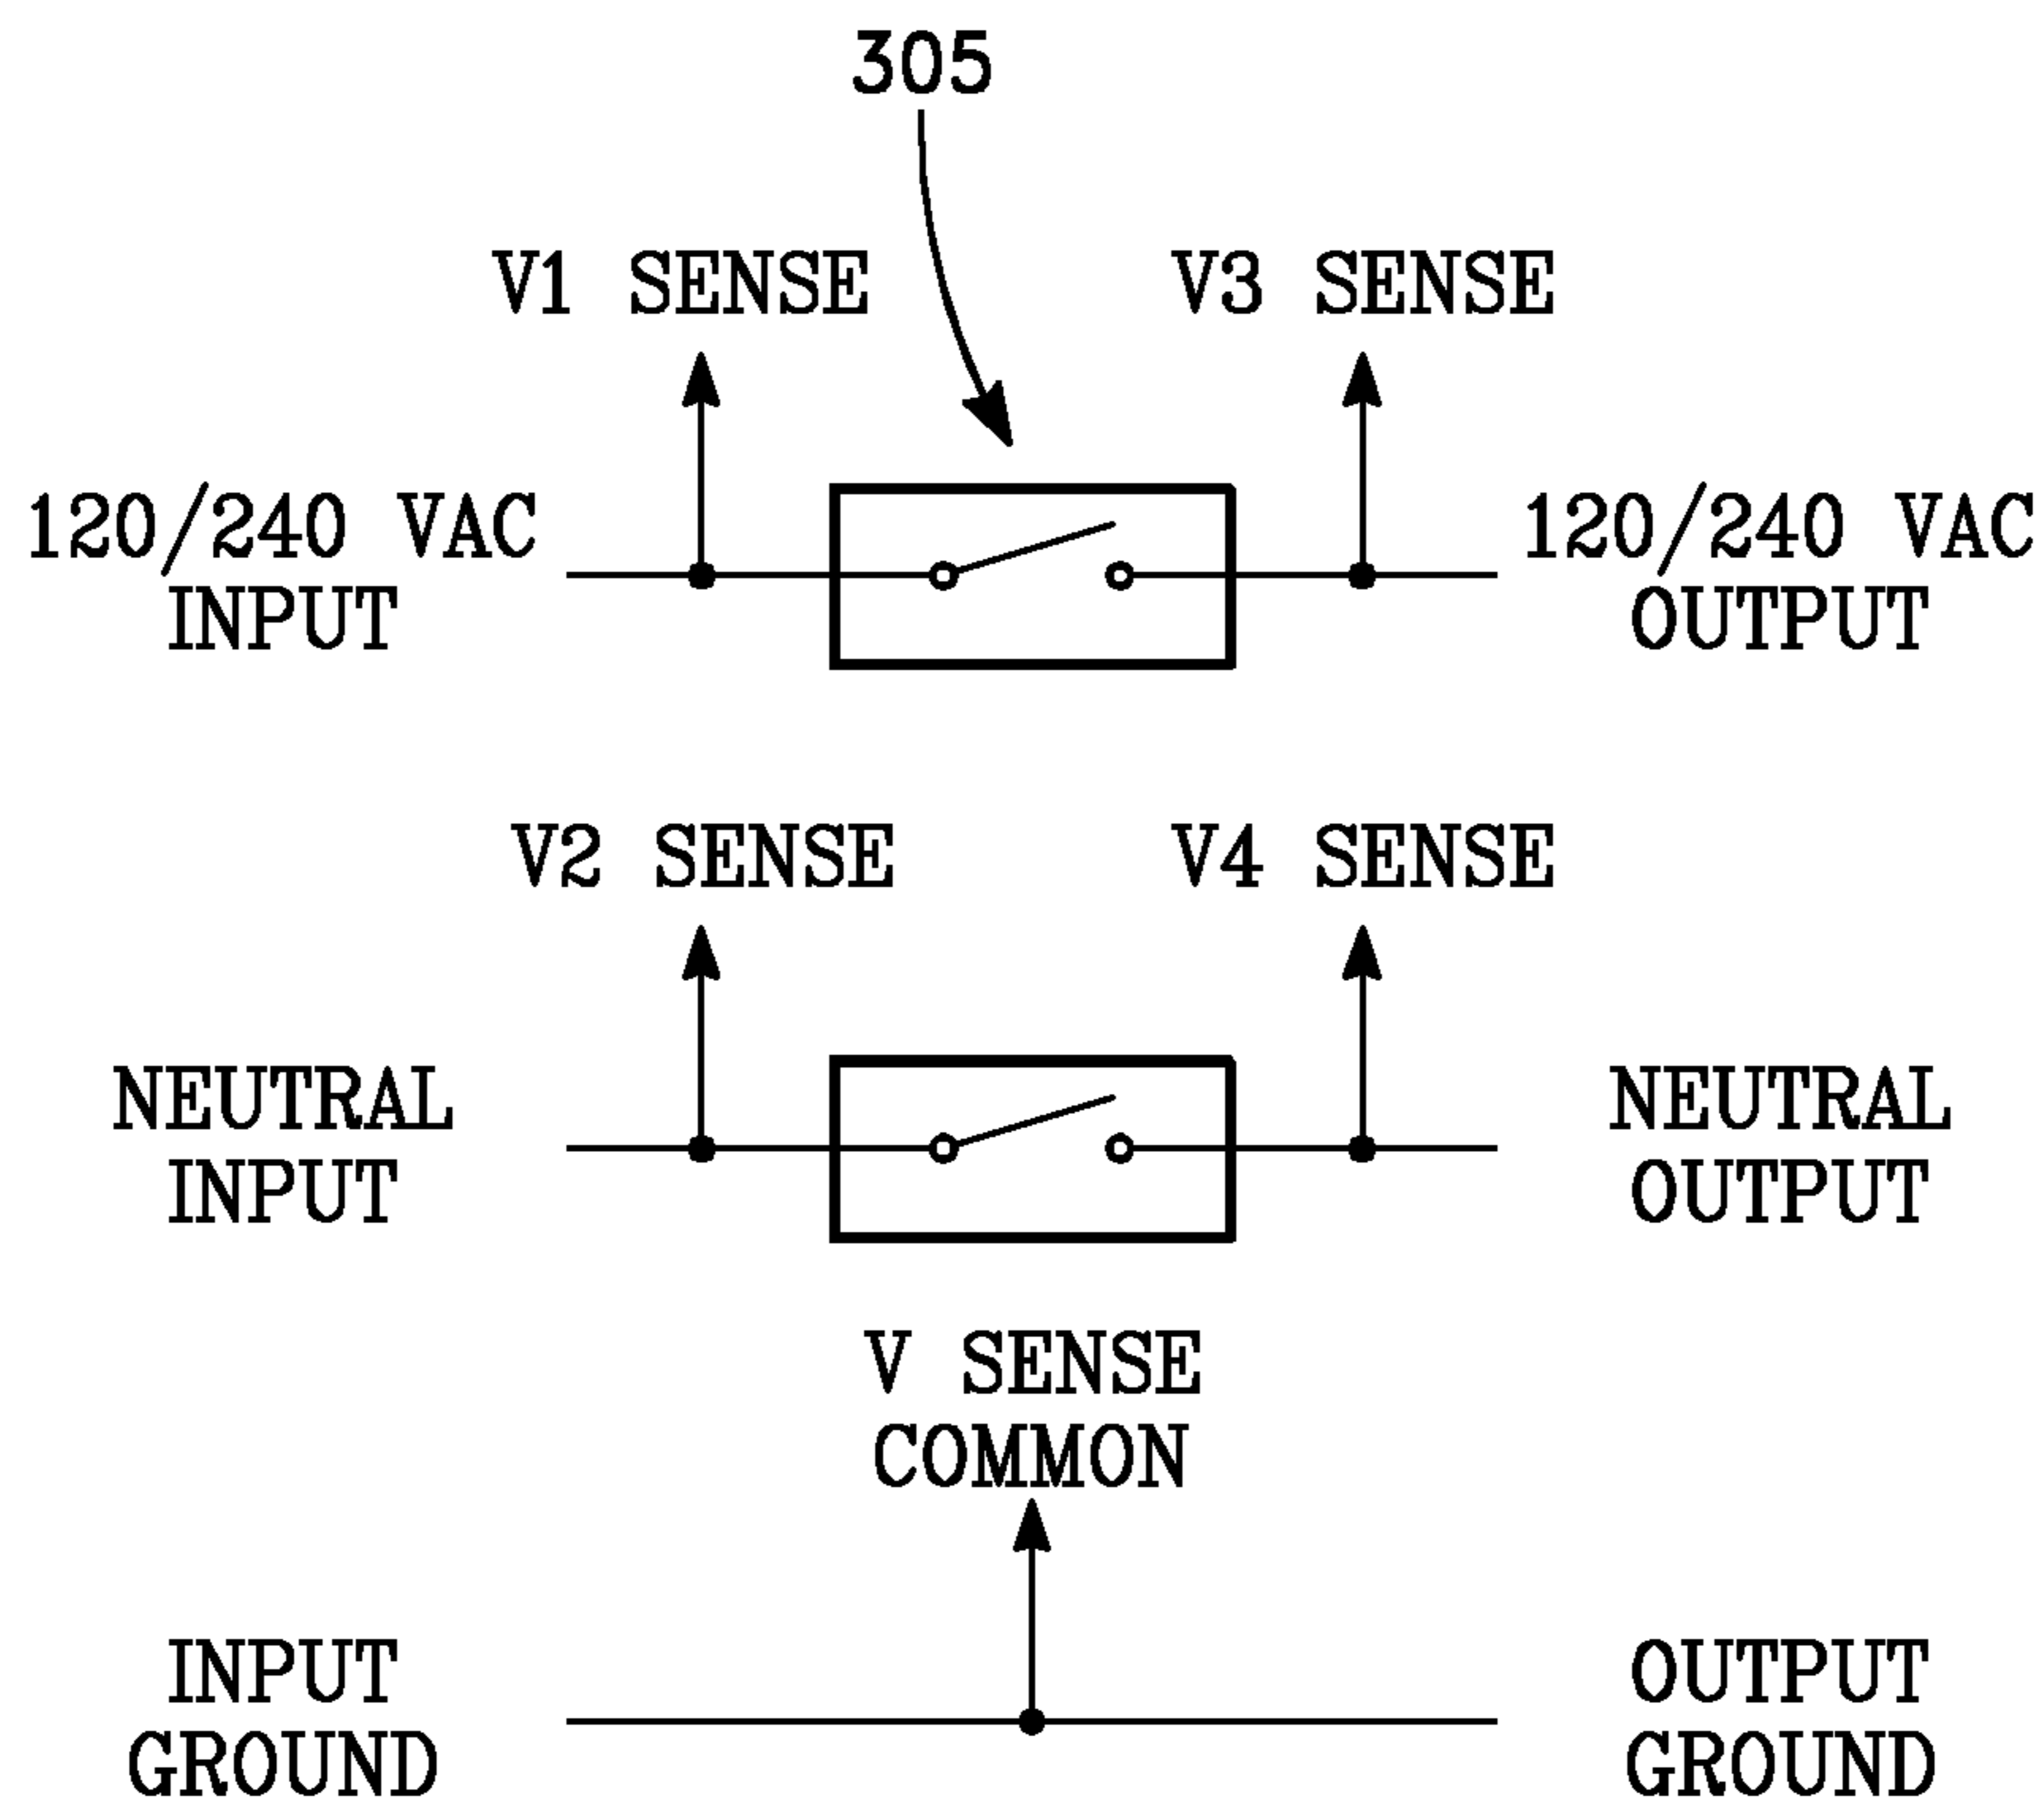 305
V1 SENSE
V3 SENSE
120/240 VAC
INPUT
120/240 VAC
OUTPUT
V2 SENSE
V4 SENSE
NEUTRAL
INPUT
NEUTRAL
OUTPUT
V SENSE
COMMON
INPUT
GROUND
OUTPUT
GROUND